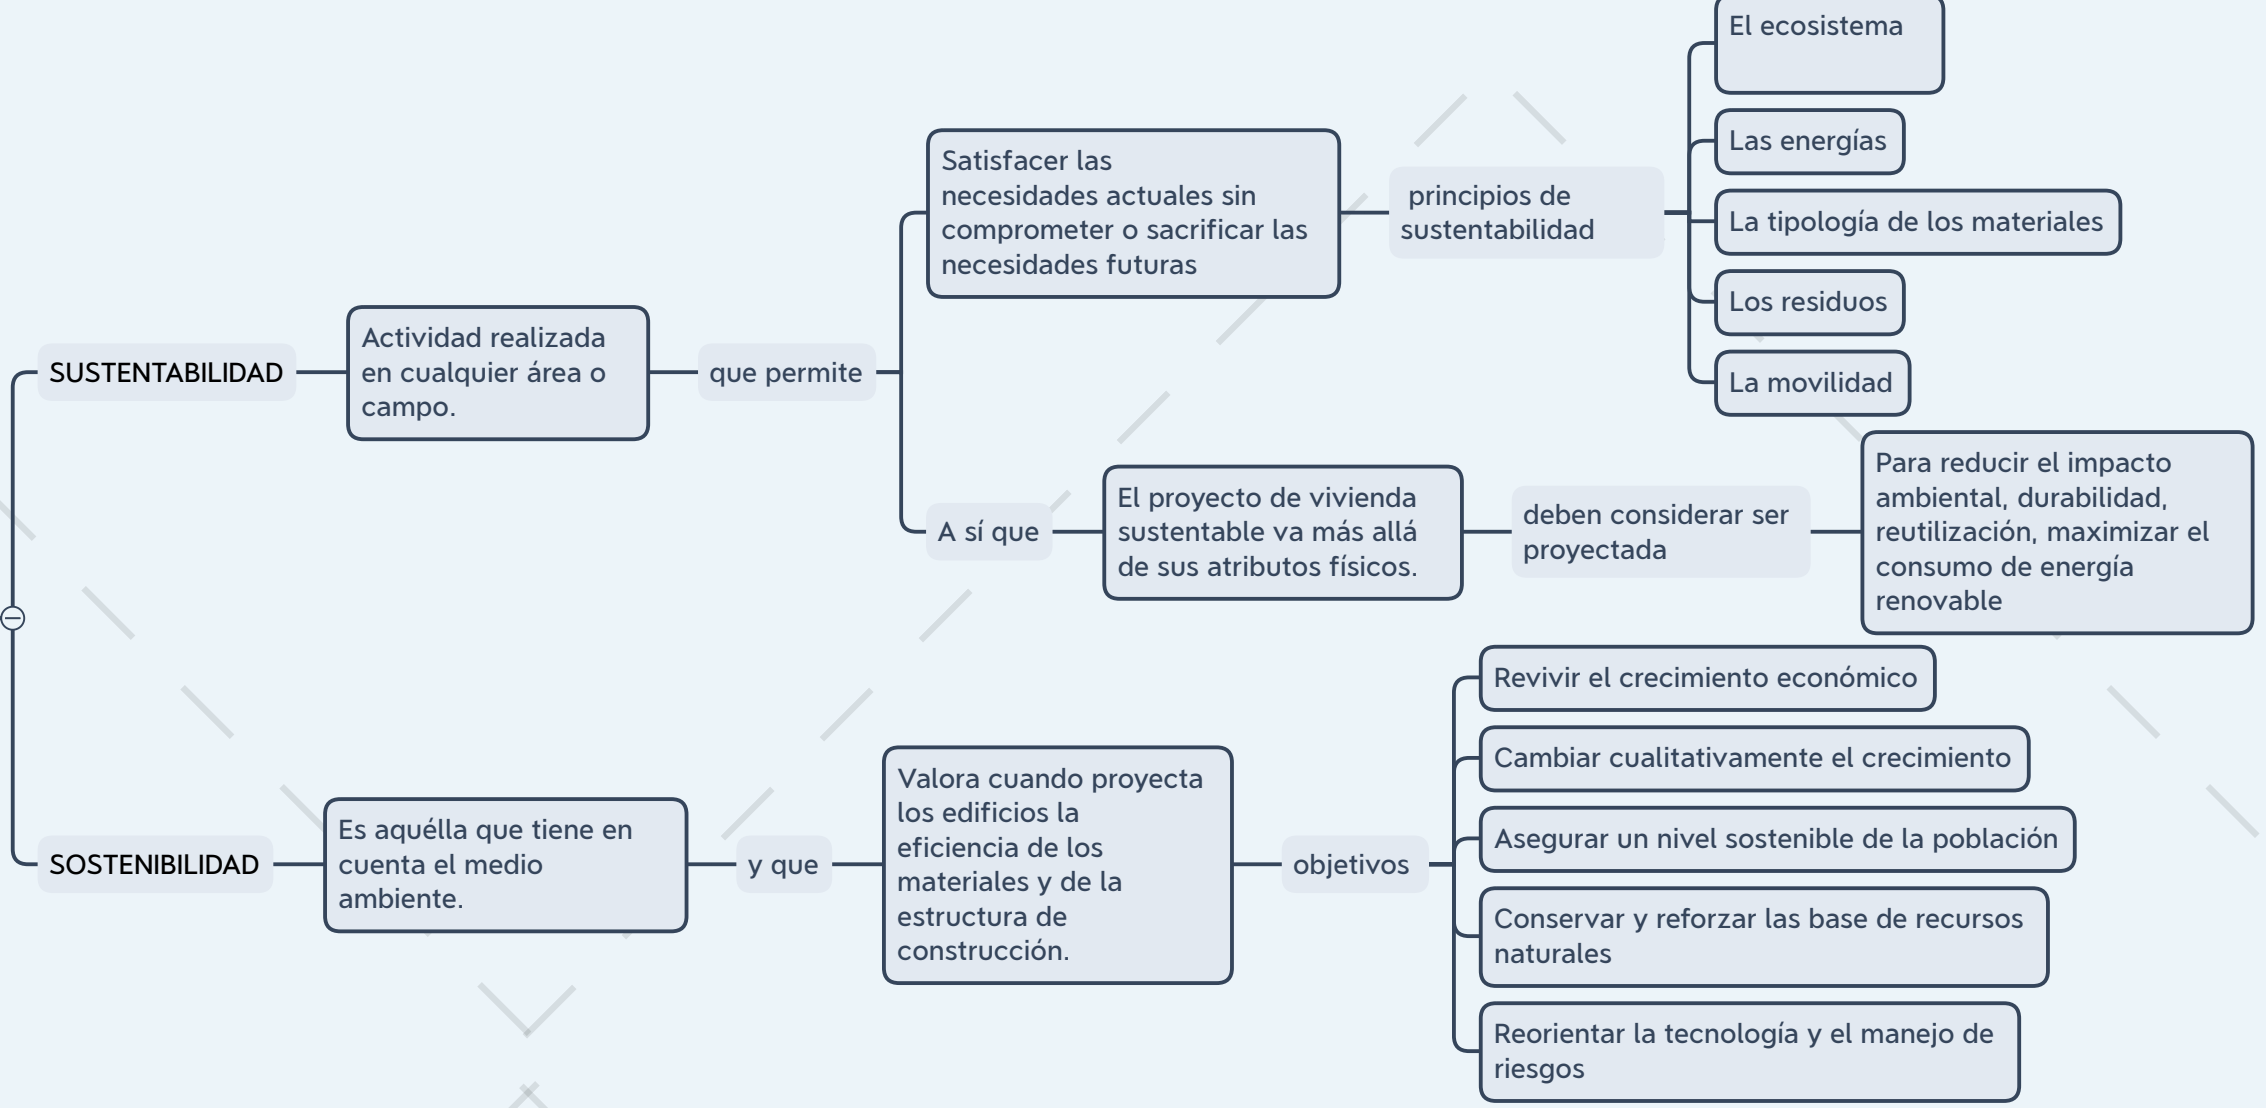 SUSTENTABILIDAD
Actividad realizada
en cualquier área o
campo.
que permite
Satisfacer las
necesidades actuales sin
comprometer o sacrificar las
necesidades futuras
principios de
sustentabilidad
El ecosistema
Las energías
La tipología de los materiales
Los residuos
La movilidad
A sí que
El proyecto de vivienda
sustentable va más allá
de sus atributos físicos.
deben considerar ser
proyectada
Para reducir el impacto
ambiental, durabilidad,
reutilización, maximizar el
consumo de energía
renovable
SOSTENIBILIDAD
Es aquélla que tiene en
cuenta el medio
ambiente.
y que
Valora cuando proyecta
los edificios la
eficiencia de los
materiales y de la
estructura de
construcción.
objetivos
Revivir el crecimiento económico
Cambiar cualitativamente el crecimiento
Asegurar un nivel sostenible de la población
Conservar y reforzar las base de recursos
naturales
Reorientar la tecnología y el manejo de
riesgos